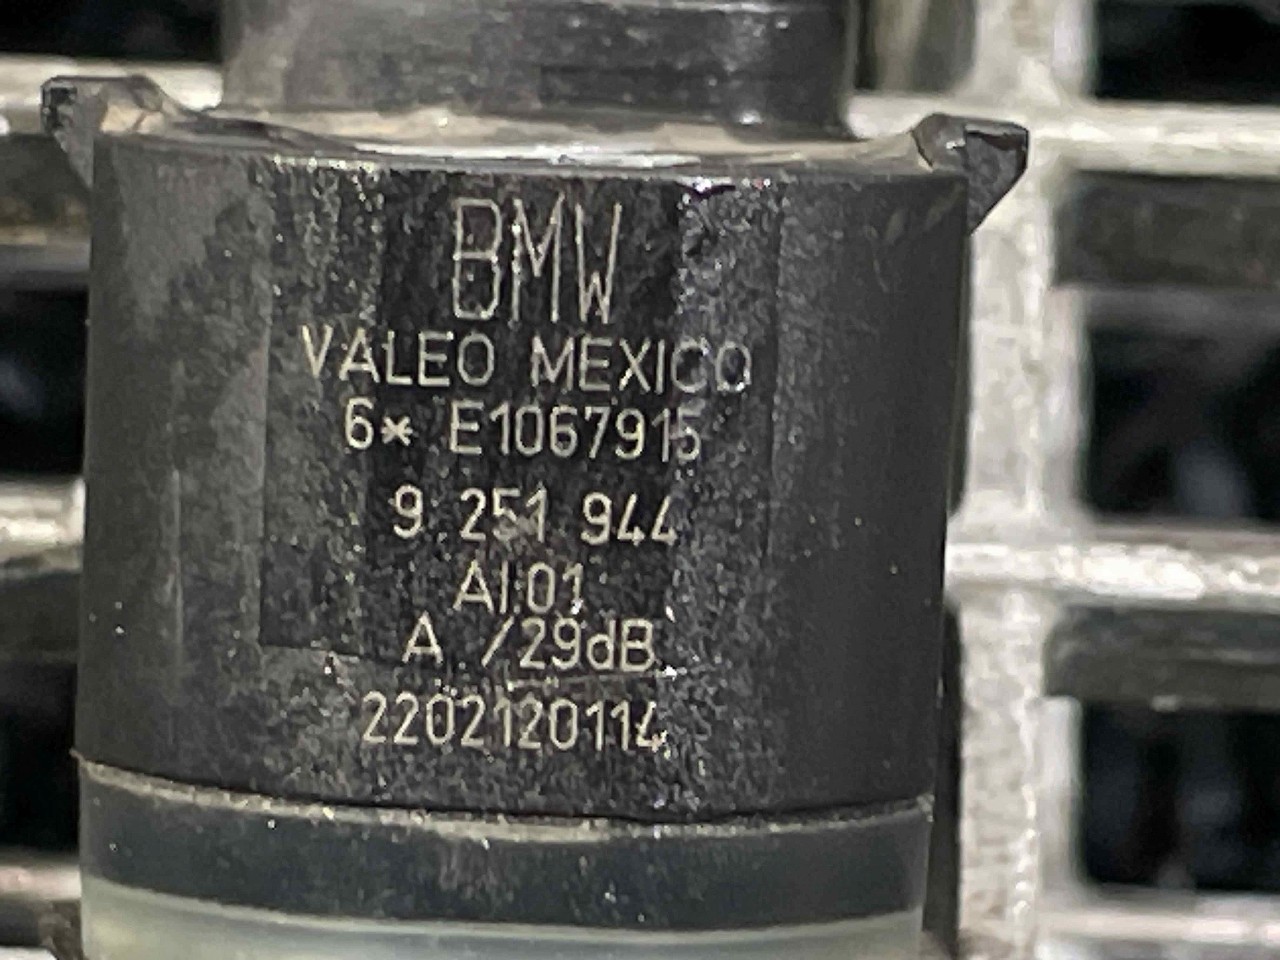 BMW
VALEO MEXICO
6* E1067915
9 251 944
AI:01
A /29dB
2202120114